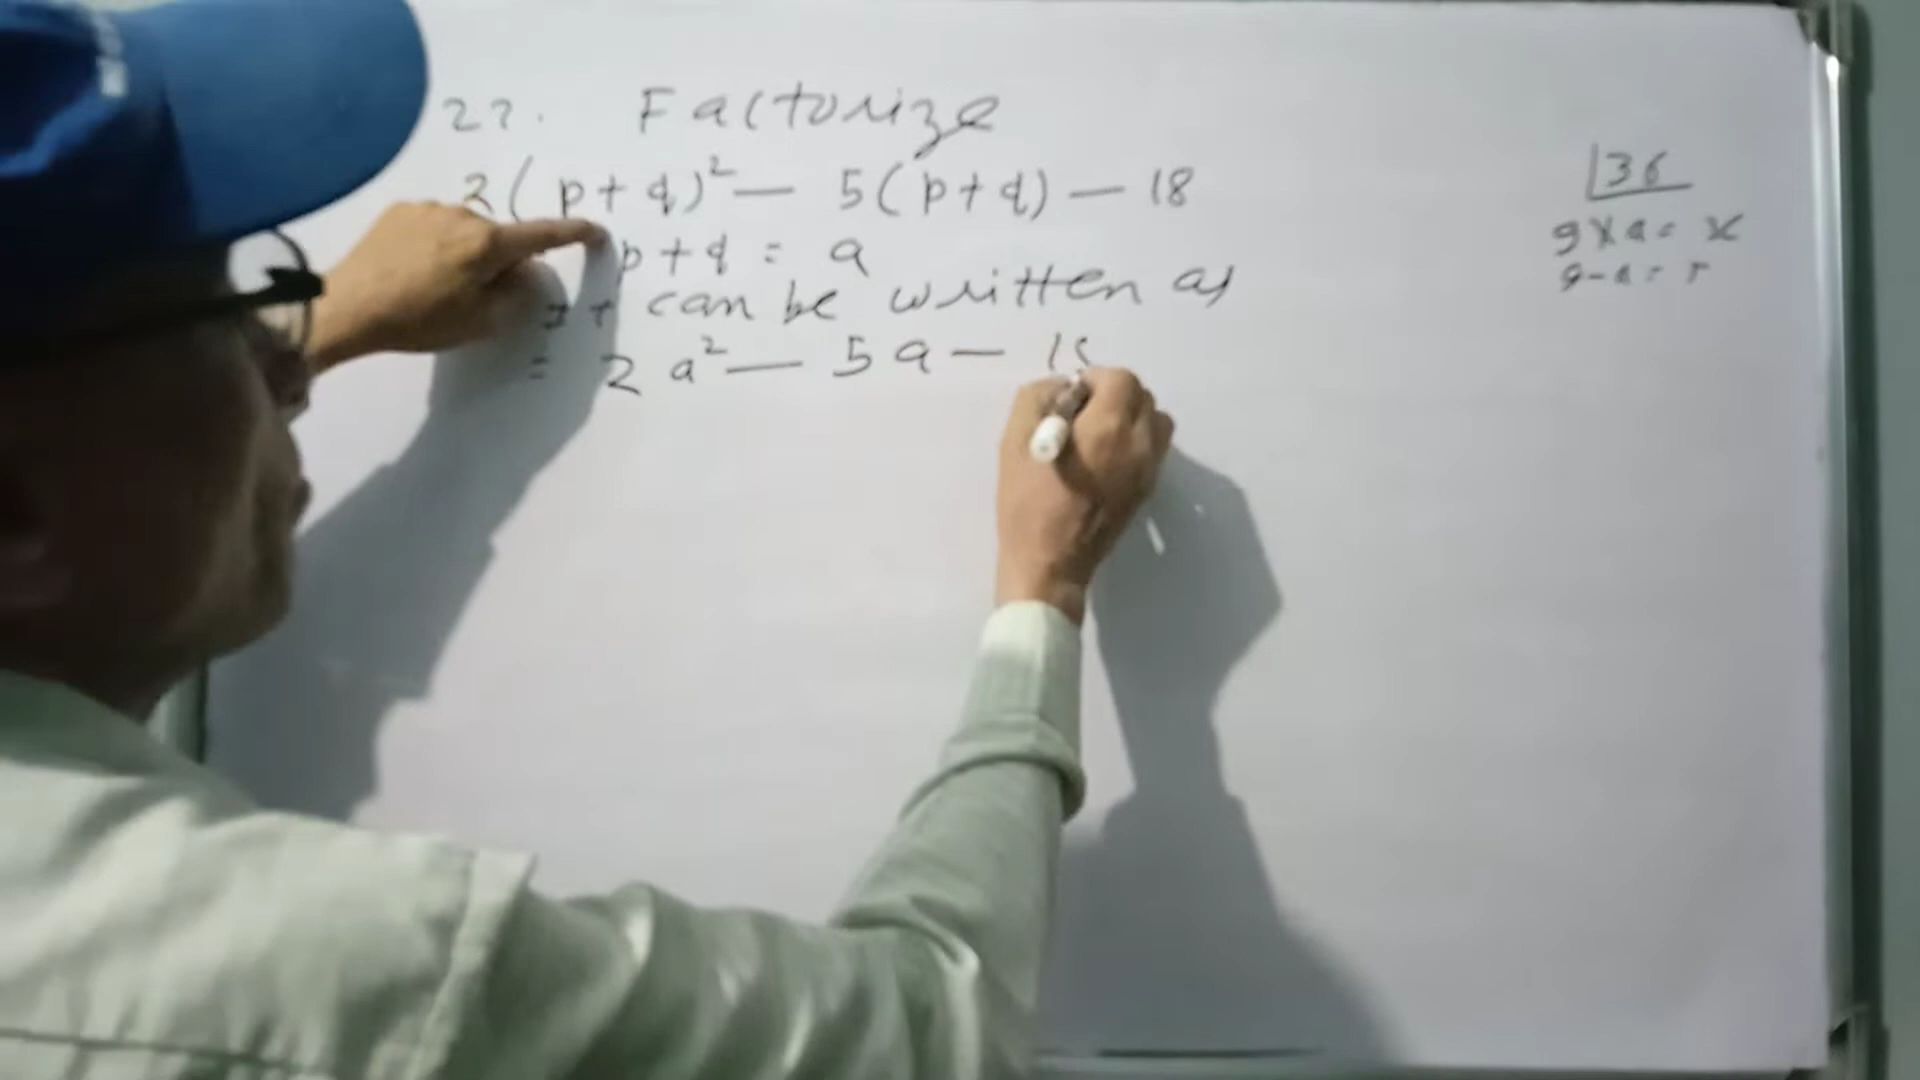 22. Factorize
2(p+q)² — 5(p+q) — 18
p+q = a
It can be written as
= 2a² — 5a — 18
36
9×4=
9-4=5